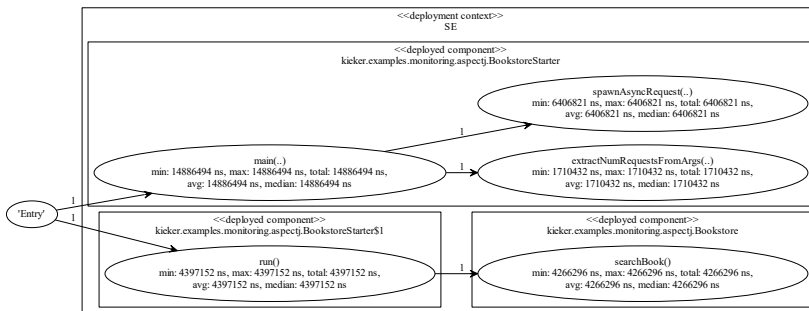 <<deployment context>>
SE
<<deployed component>>
kieker.examples.monitoring.aspectj.BookstoreStarter
spawnAsyncRequest(..)
min: 6406821 ns, max: 6406821 ns, total: 6406821 ns,
avg: 6406821 ns, median: 6406821 ns
1
main(..)
min: 14886494 ns, max: 14886494 ns, total: 14886494 ns,
avg: 14886494 ns, median: 14886494 ns
1
extractNumRequestsFromArgs(..)
min: 1710432 ns, max: 1710432 ns, total: 1710432 ns,
avg: 1710432 ns, median: 1710432 ns
'Entry'
1
1
<<deployed component>>
kieker.examples.monitoring.aspectj.BookstoreStarter$1
run()
min: 4397152 ns, max: 4397152 ns, total: 4397152 ns,
avg: 4397152 ns, median: 4397152 ns
1
<<deployed component>>
kieker.examples.monitoring.aspectj.Bookstore
searchBook()
min: 4266296 ns, max: 4266296 ns, total: 4266296 ns,
avg: 4266296 ns, median: 4266296 ns